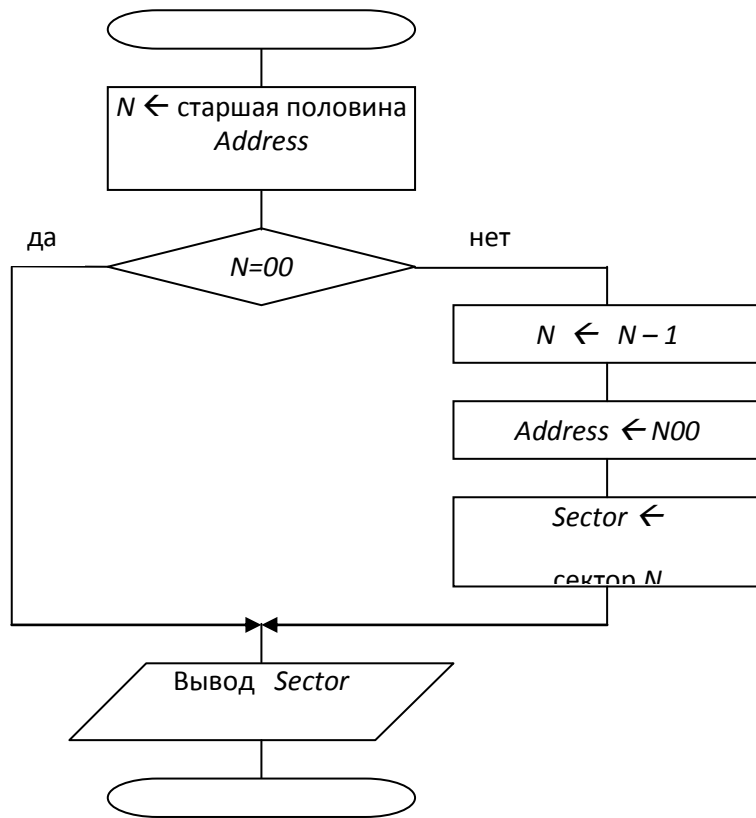 N ← старшая половина
Address
да
нет
N=00
N ← N – 1
Address ← N00
Sector ←
сектор N
Вывод Sector